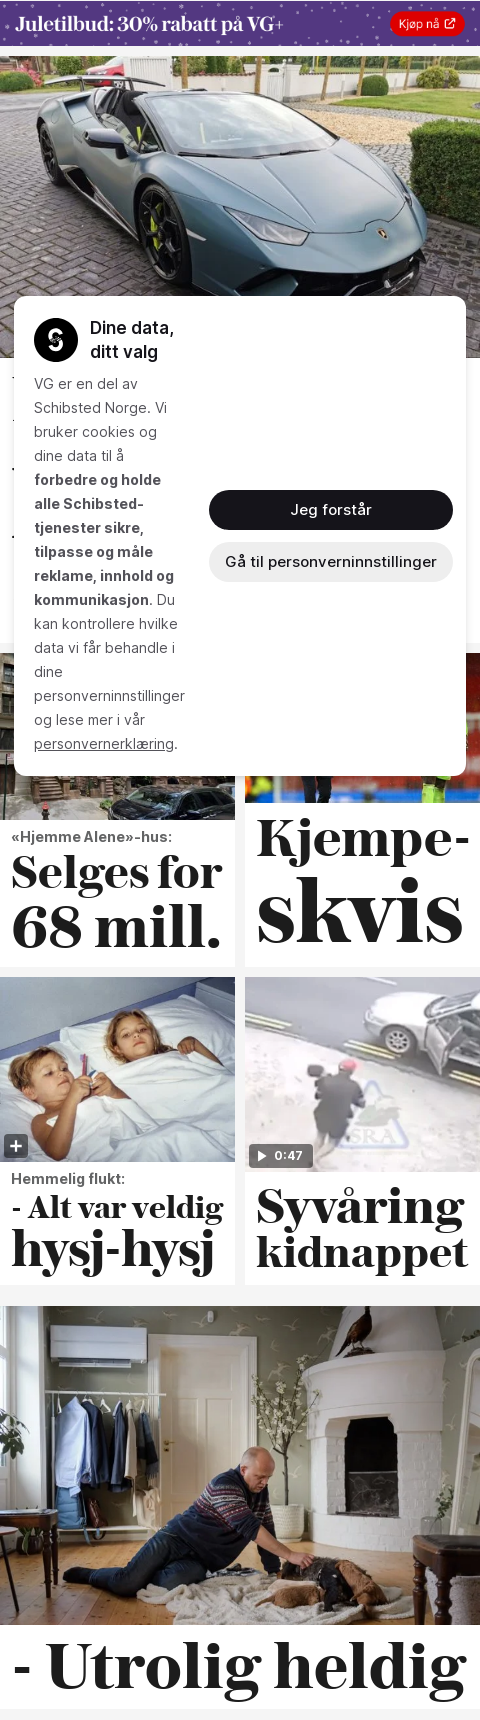 Juletilbud: 30% rabatt på VG+
Kjøp nå
Dine data,
ditt valg
VG er en del av
Schibsted Norge. Vi
bruker cookies og
dine data til å
forbedre og holde
alle Schibsted-
tjenester sikre,
tilpasse og måle
reklame, innhold og
kommunikasjon. Du
kan kontrollere hvilke
data vi får behandle i
dine
personverninnstillinger
og lese mer i vår
personvernerklæring.
Jeg forstår
Gå til personverninnstillinger
«Hjemme Alene»-hus:
Selges for
68 mill.
Kjempe-
skvis
Hemmelig flukt:
- Alt var veldig
hysj-hysj
SRA
0:47
Syvåring
kidnappet
- Utrolig heldig